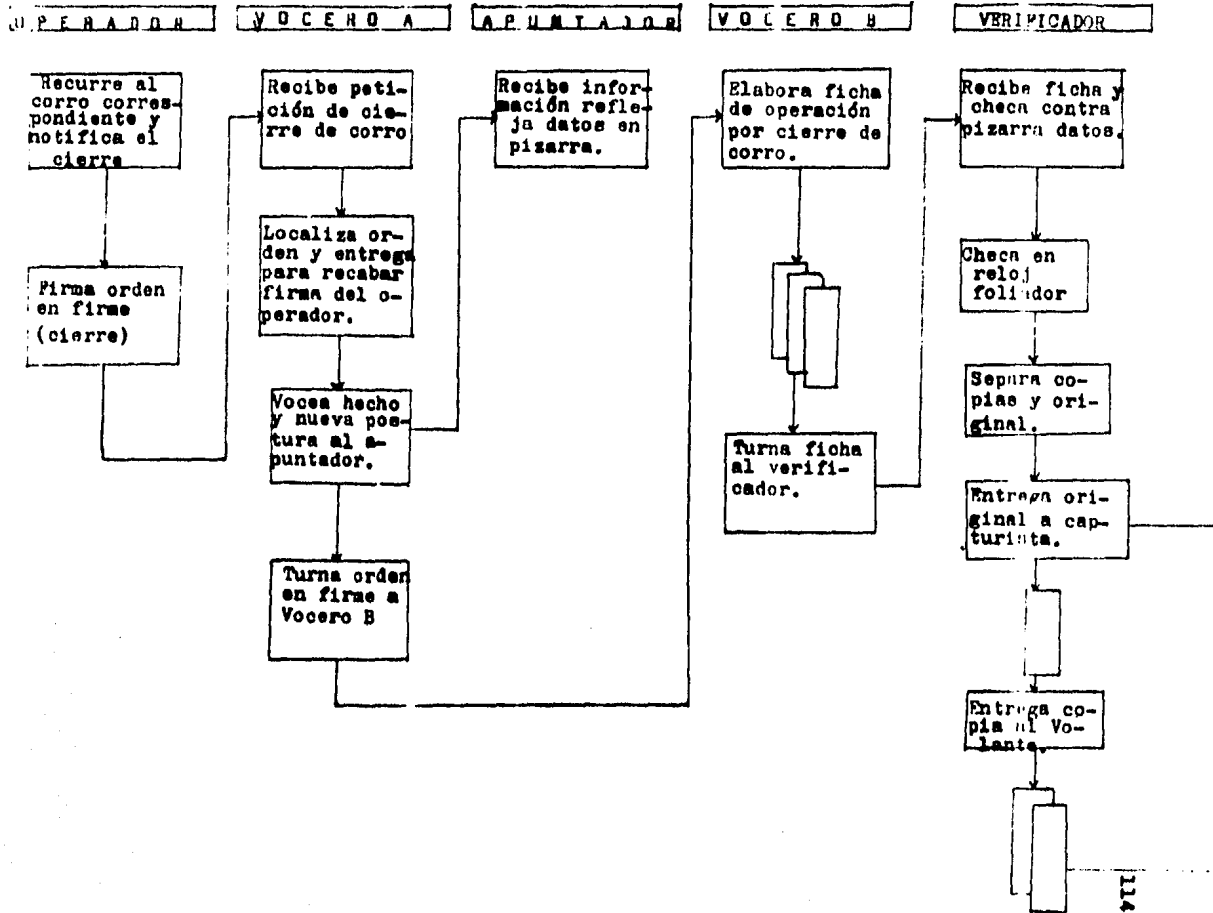 OPERADOR
VOCERO A
APUNTADOR
VOCERO B
VERIFICADOR
Recurre al
corro corres-
pondiente y
notifica el
cierre
Firma orden
en firme
(cierre)
Recibe peti-
ción de cie-
rre de corro
Localiza or-
den y entrega
para recabar
firma del o-
perador.
Vocea hecho
y nueva pos-
tura al a-
puntador.
Turna orden
en firme a
Vocero B
Recibe infor-
mación refle-
ja datos en
pizarra.
Elabora ficha
de operación
por cierre de
corro.
Turna ficha
al verifi-
cador.
Recibe ficha y
checa contra
pizarra datos.
Checa en
reloj
foliador
Separa co-
pias y ori-
ginal.
Entrega ori-
ginal a cap-
turista.
Entrega co-
pia al Vo-
lante.
114